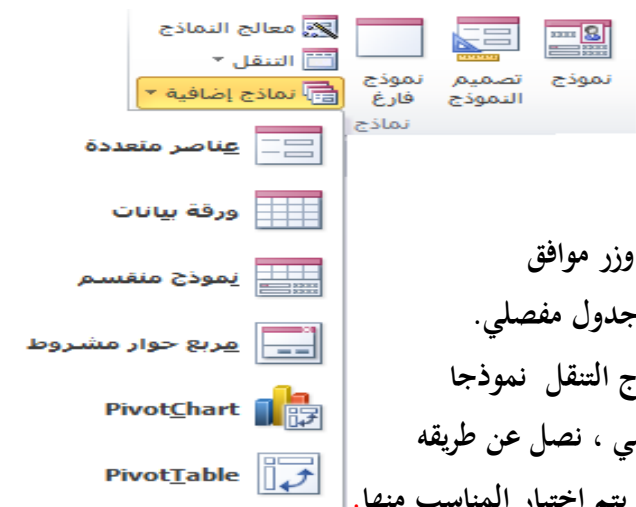 نموذج
تصميم النموذج
نموذج فارغ
معالج النماذج
التنقل
نماذج إضافية
نماذج
عناصر متعددة
ورقة بيانات
نموذج منقسم
مربع حوار مشروط
PivotChart
PivotTable
وزر موافق
جدول مفصلي.
ج التنقل نموذجا
ي ، نصل عن طريقه
يتم اختيار المناسب منها.